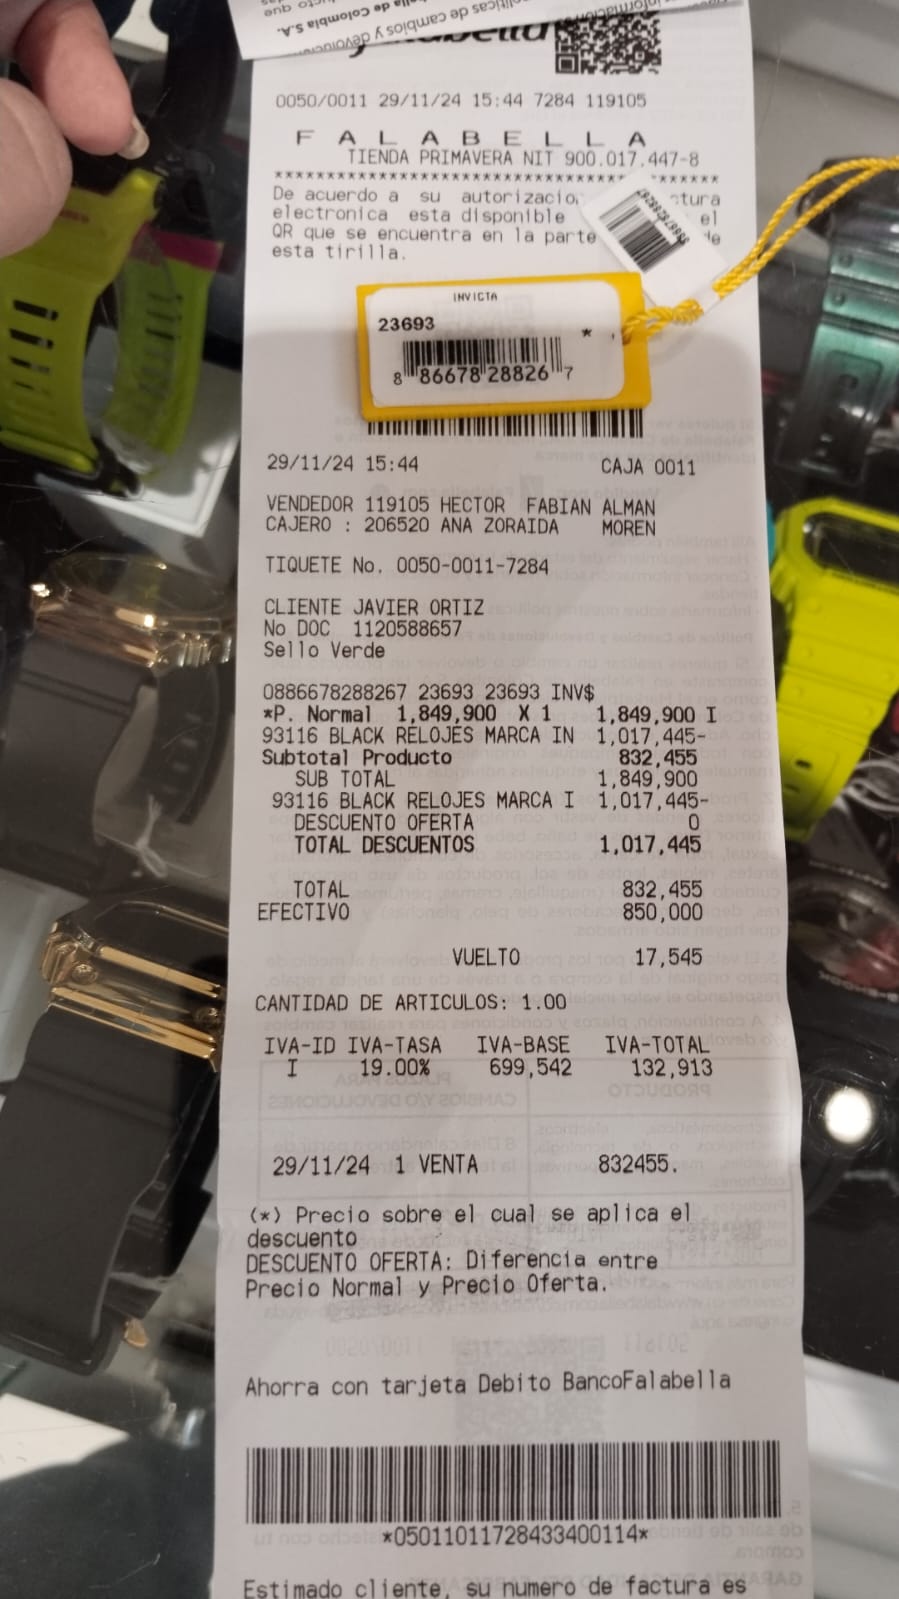 Falabella de Colombia S.A.
políticas de cambios y
0050/0011 29/11/24 15:44 7284 119105
F A L A B E L L A
TIENDA PRIMAVERA NIT 900.017.447-8
De acuerdo a su
electronica esta disponible el
QR que se encuentra en la parte
esta tirilla.
INVICTA
23693
*
8 86678 28826 7
29/11/24 15:44 CAJA 0011
VENDEDOR 119105 HECTOR FABIAN ALMAN
CAJERO : 206520 ANA ZORAIDA MOREN
TIQUETE No. 0050-0011-7284
CLIENTE JAVIER ORTIZ
No DOC 1120588657
Sello Verde
0886678288267 23693 23693 INV$
*P. Normal 1,849,900 X 1 1,849,900 I
93116 BLACK RELOJES MARCA IN 1,017,445-
Subtotal Producto 832,455
SUB TOTAL 1,849,900
93116 BLACK RELOJES MARCA I 1,017,445-
DESCUENTO OFERTA 0
TOTAL DESCUENTOS 1,017,445
TOTAL 832,455
EFECTIVO 850,000
VUELTO 17,545
CANTIDAD DE ARTICULOS: 1.00
IVA-ID IVA-TASA IVA-BASE IVA-TOTAL
I 19.00% 699,542 132,913
29/11/24 1 VENTA 832455.
(*) Precio sobre el cual se aplica el
descuento
DESCUENTO OFERTA: Diferencia entre
Precio Normal y Precio Oferta.
Ahorra con tarjeta Debito BancoFalabella
*05011011728433400114*
Estimado cliente, su numero de factura es